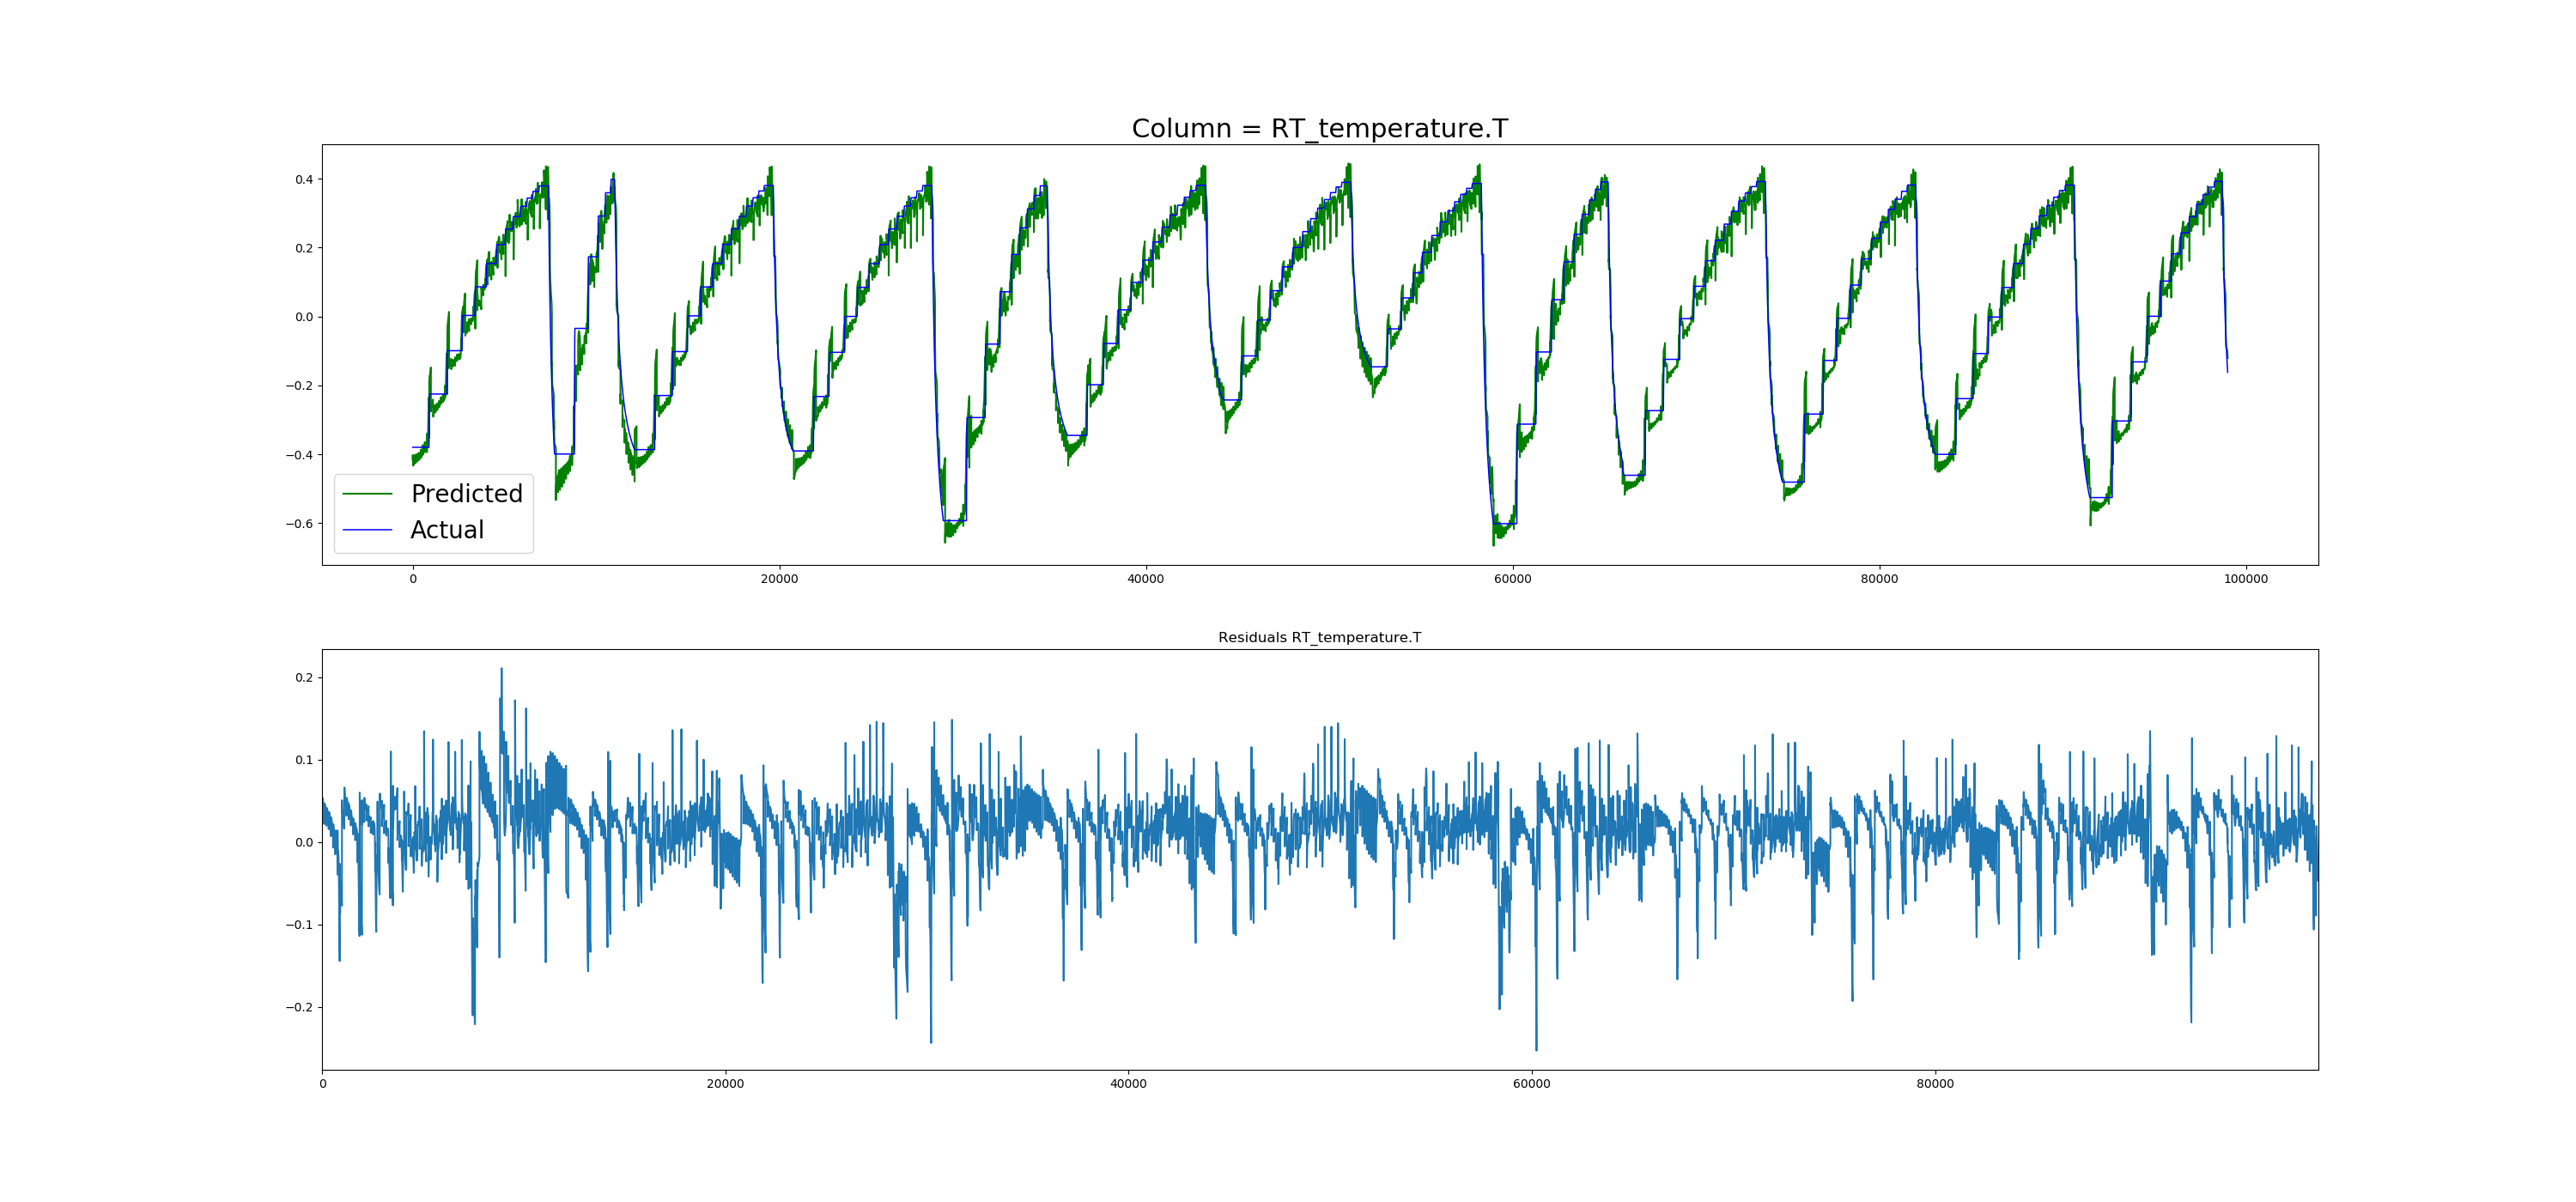 Column = RT_temperature.T
0.4
0.2
0.0
−0.2
−0.4
−0.6
Predicted
Actual
0 20000 40000 60000 80000 100000
Residuals RT_temperature.T
0.2
0.1
0.0
−0.1
−0.2
0 20000 40000 60000 80000